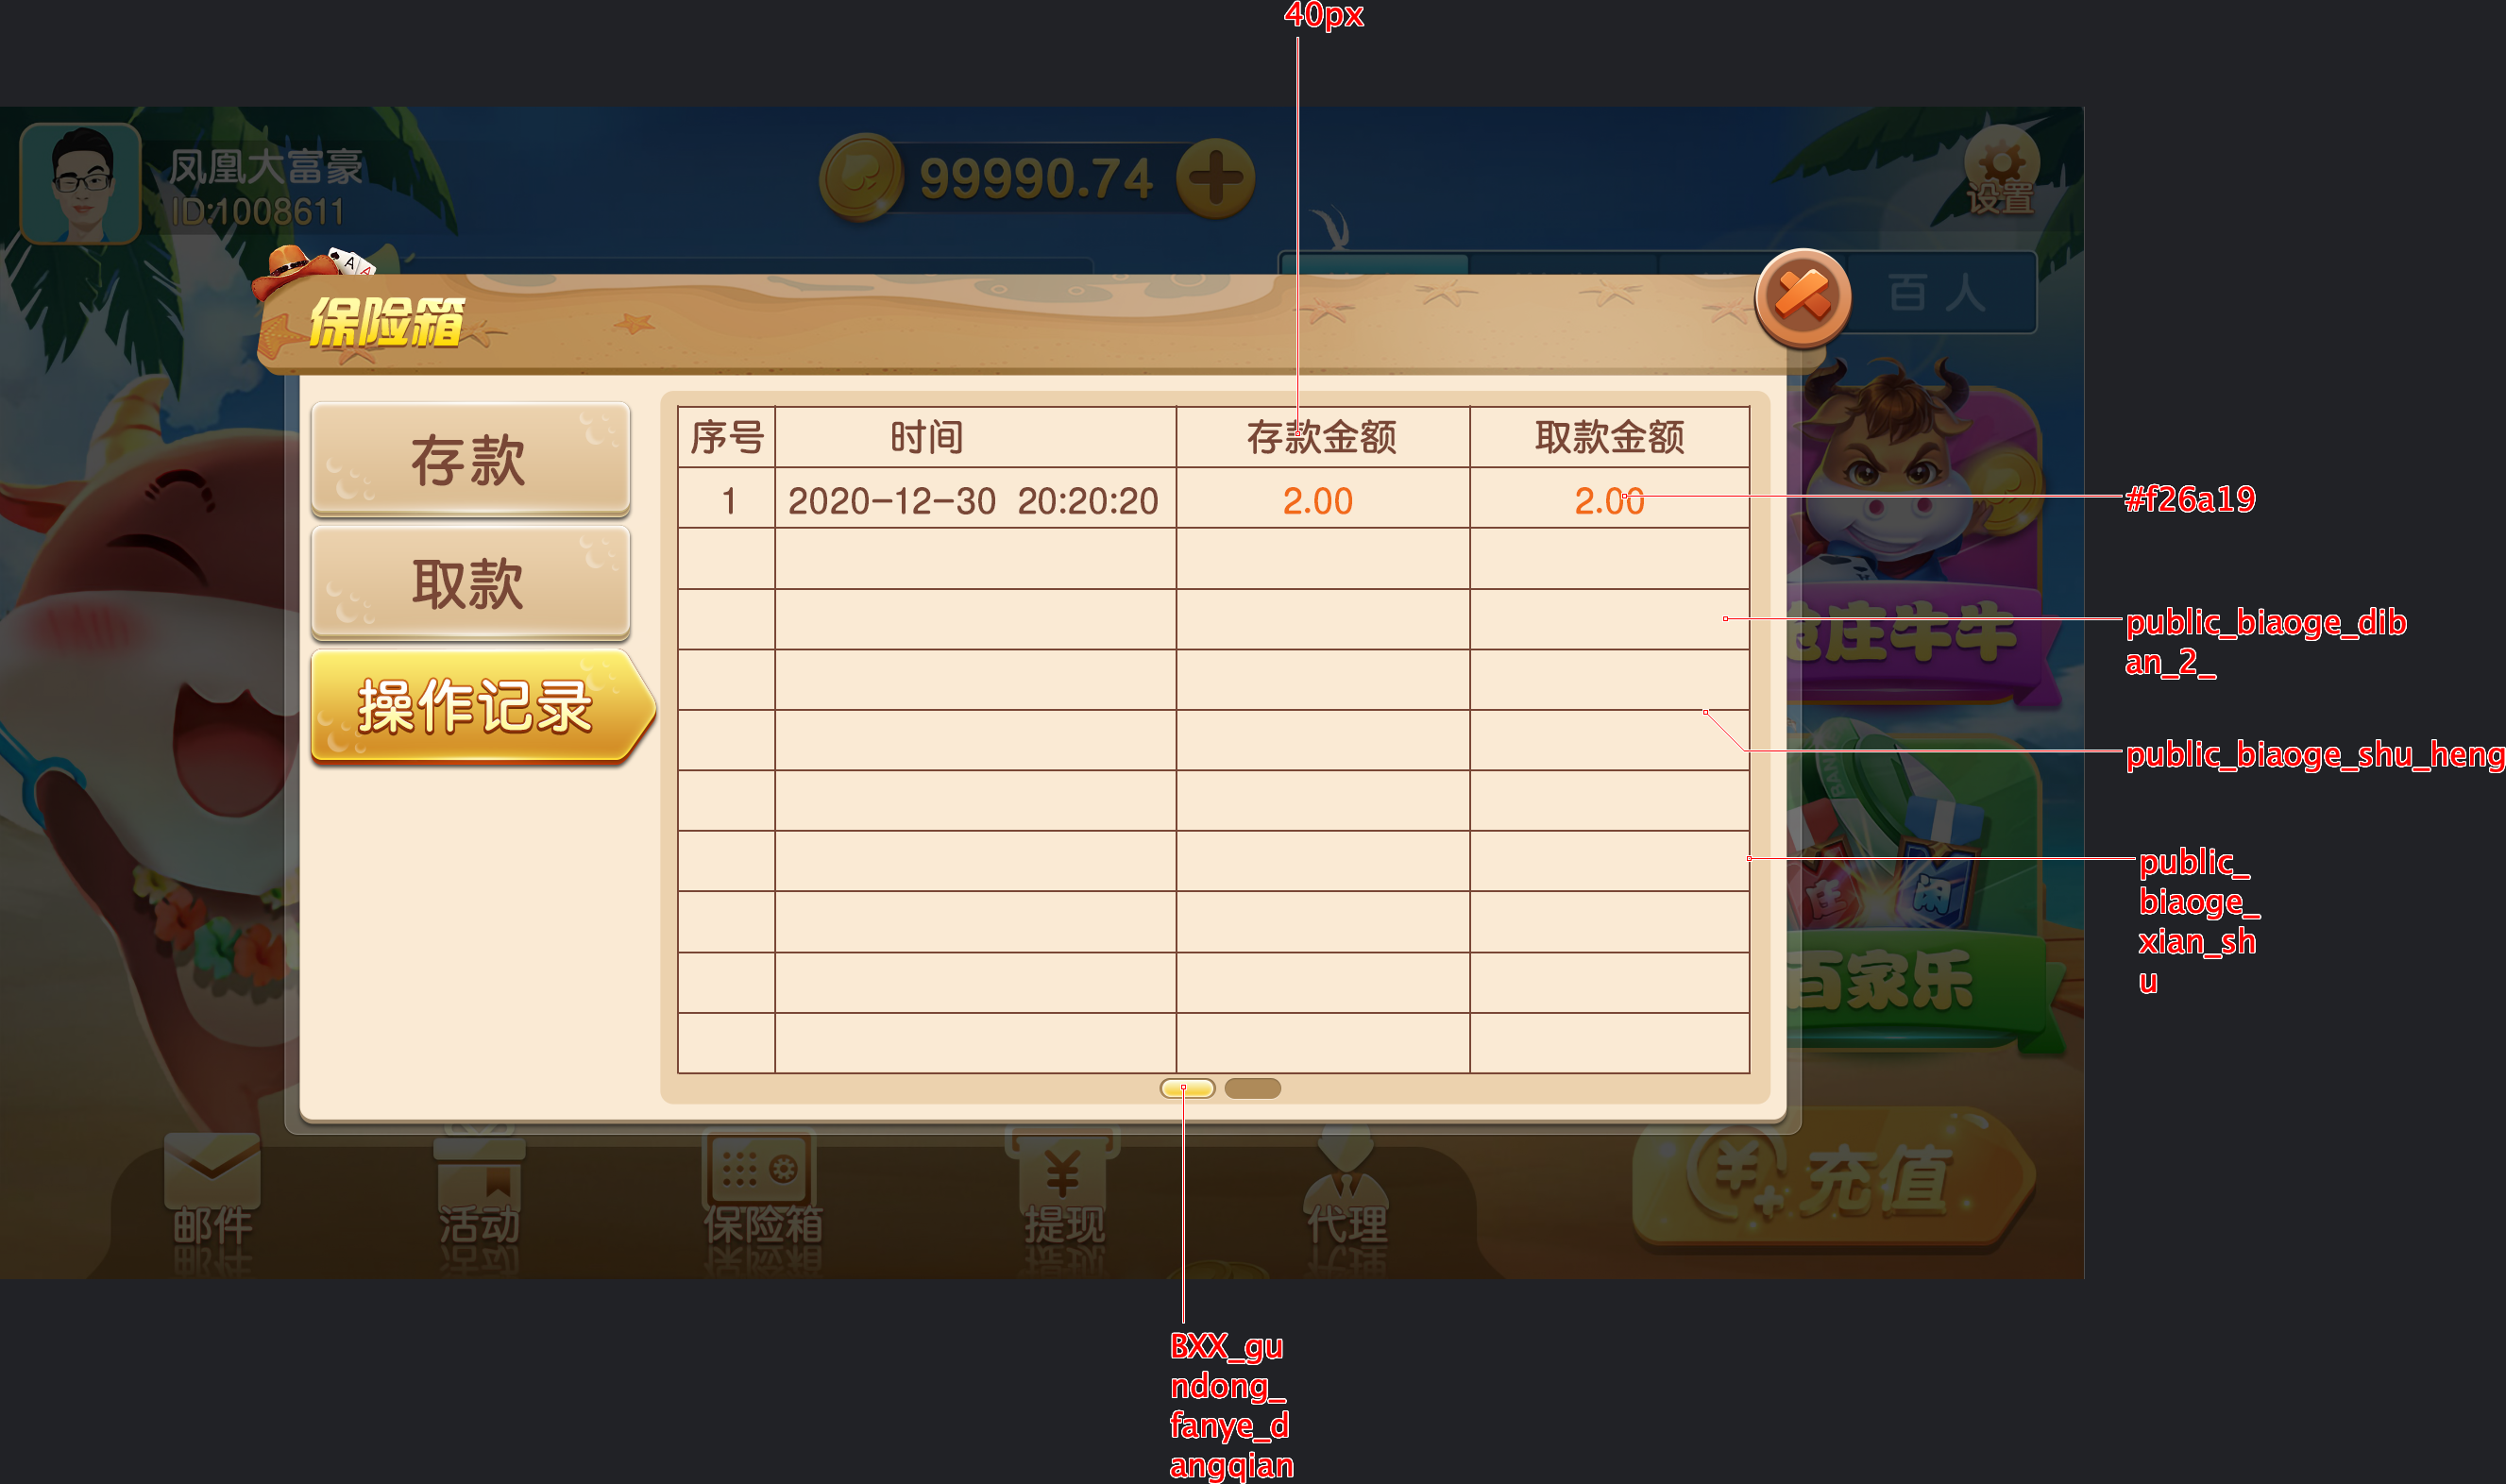 40px
凤凰大富豪
ID:1008611
99990.74
设置
百人
保险箱
存款
取款
操作记录
序号 时间 存款金额 取款金额
1 2020-12-30 20:20:20 2.00 2.00
#f26a19
public_biaoge_dib
an_2_
庄牛牛
public_biaoge_shu_heng
public_
biaoge_
xian_sh
u
庄
闲
百家乐
邮件
活动
保险箱
提现
代理
充值
BXX_gu
ndong_
fanye_d
angqian